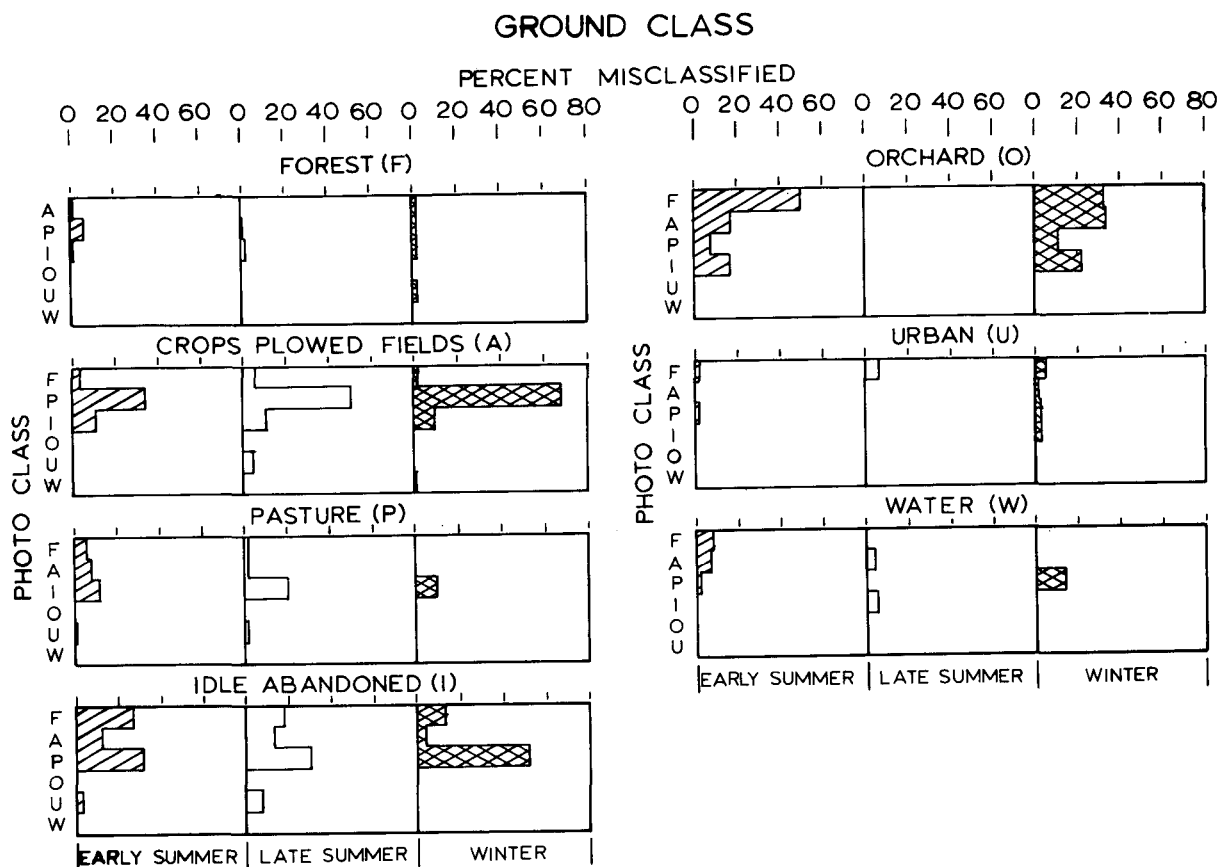 GROUND CLASS
PERCENT MISCLASSIFIED
0 20 40 60 0 20 40 60 0 20 40 60 80
FOREST (F)
A
P
I
O
U
W
CROPS PLOWED FIELDS (A)
F
P
I
O
U
W
PASTURE (P)
F
A
I
O
U
W
IDLE ABANDONED (I)
F
A
P
O
U
W
PHOTO CLASS
EARLY SUMMER LATE SUMMER WINTER
0 20 40 60 0 20 40 60 0 20 40 60 80
ORCHARD (O)
F
A
P
I
U
W
URBAN (U)
F
A
P
I
O
W
WATER (W)
F
A
P
I
O
U
PHOTO CLASS
EARLY SUMMER LATE SUMMER WINTER